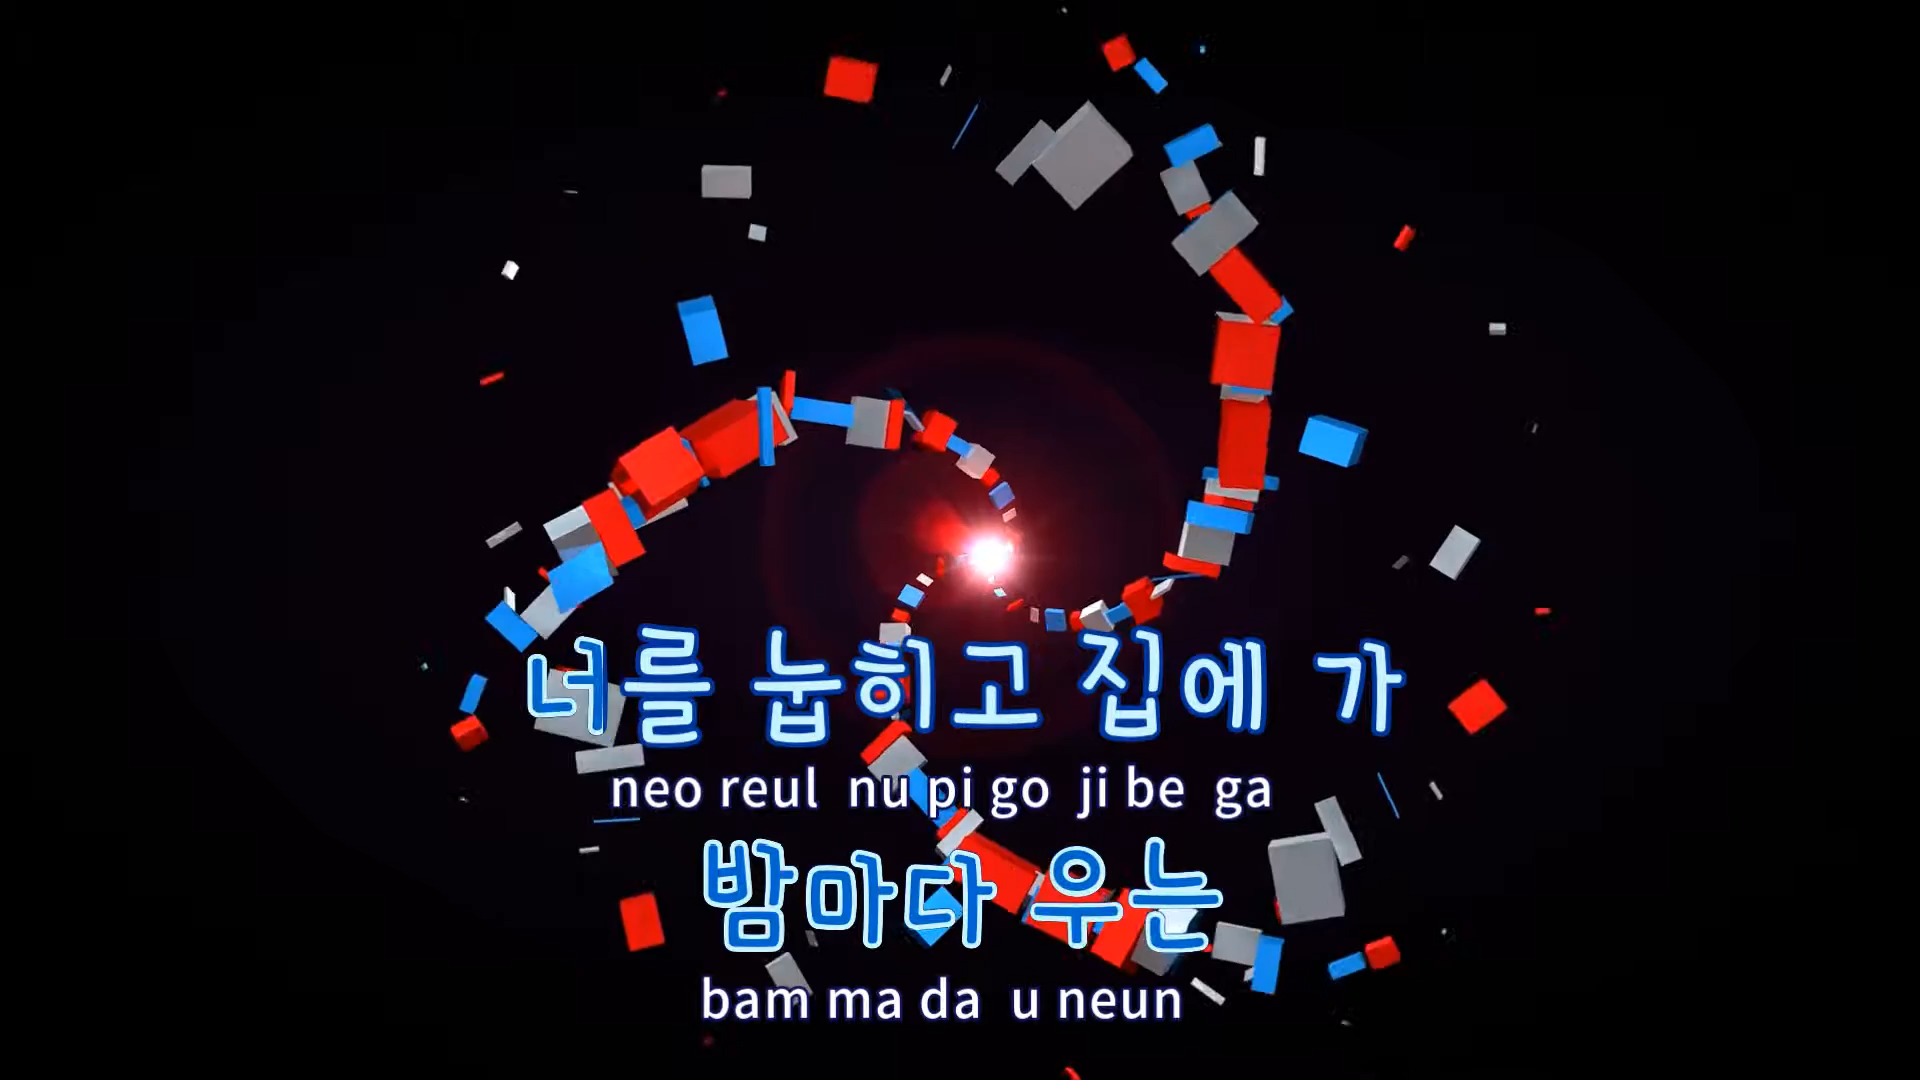 너를 눕히고 집에 가
neo reul nu pi go ji be ga
밤마다 우는
bam ma da u neun